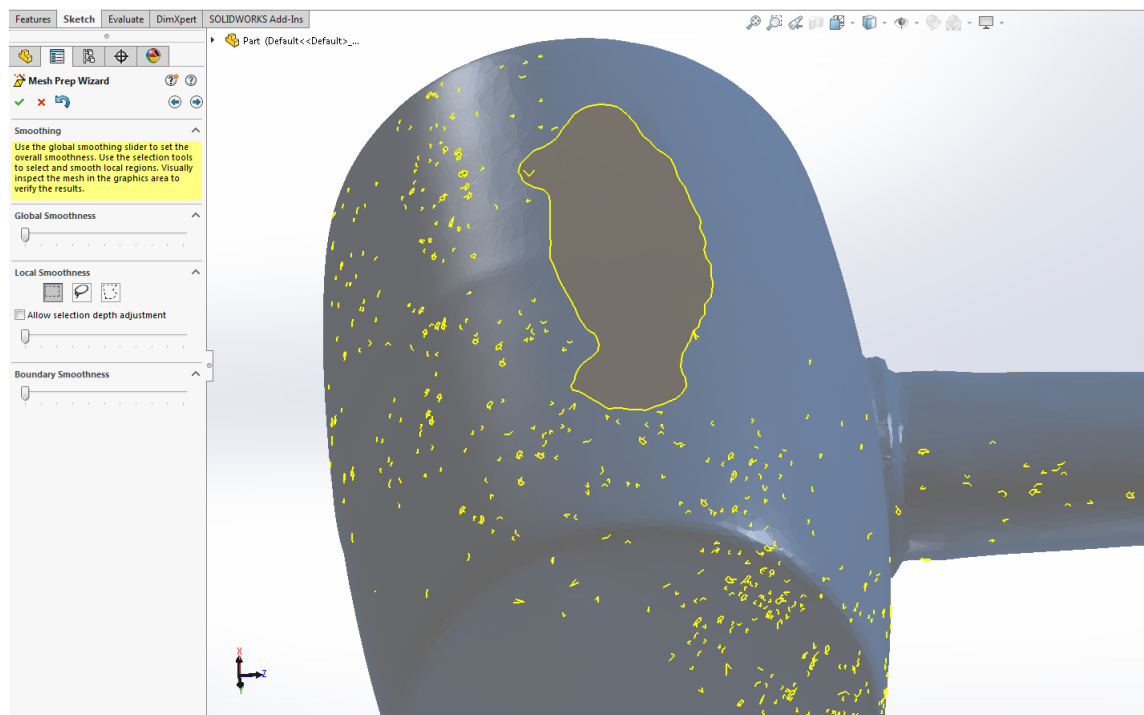 Features Sketch Evaluate DimXpert SOLIDWORKS Add-Ins
Part (Default<<Default>_...
Mesh Prep Wizard
Smoothing
Use the global smoothing slider to set the
overall smoothness. Use the selection tools
to select and smooth local regions. Visually
inspect the mesh in the graphics area to
verify the results.
Global Smoothness
Local Smoothness
Allow selection depth adjustment
Boundary Smoothness
X
Z
Y